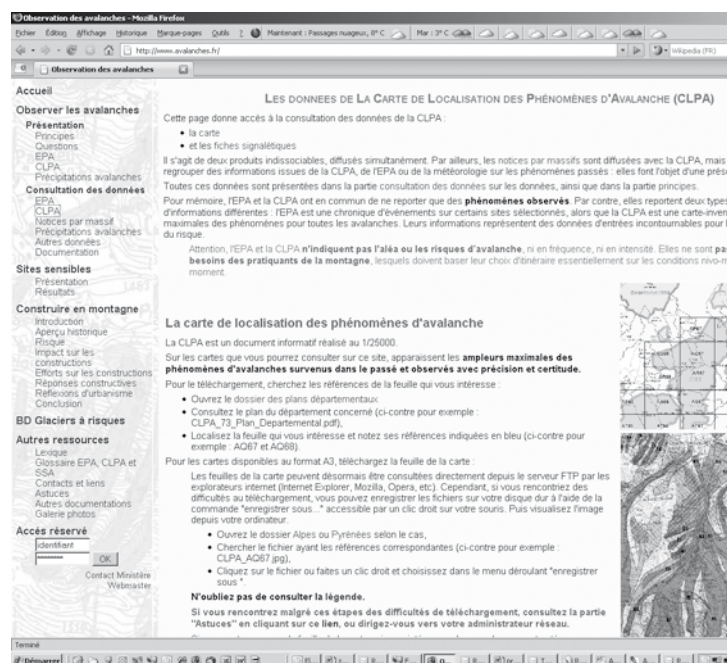 Observation des avalanches - Mozilla Firefox
Fichier Édition Affichage Historique Marque-pages Outils ? Maintenant : Passages nuageux, 0° C Mar : 3° C
http://www.avalanches.fr/ Wikipedia (FR)
Observation des avalanches
Accueil
Observer les avalanches
Présentation
Principes
Questions
EPA
CLPA
Précipitations avalanches
Consultation des données
EPA
CLPA
Notices par massif
Précipitations avalanches
Autres données
Documentation
Sites sensibles
Présentation
Résultats
Construire en montagne
Introduction
Aperçu historique
Risque
Impact sur les
constructions
Efforts sur les constructions
Réponses constructives
Réflexions d'urbanisme
Conclusion
BD Glaciers à risques
Autres ressources
Lexique
Glossaire EPA, CLPA et
SSA
Contacts et liens
Astuces
Autres documentations
Galerie photos
Accès réservé
identifiant
********
OK
Contact Ministère
Webmaster
LES DONNEES DE LA CARTE DE LOCALISATION DES PHÉNOMÈNES D'AVALANCHE (CLPA)
Cette page donne accès à la consultation des données de la CLPA :
• la carte
• et les fiches signalétiques
Il s'agit de deux produits indissociables, diffusés simultanément. Par ailleurs, les notices par massifs sont diffusées avec la CLPA, mais
regrouper des informations issues de la CLPA, de l'EPA ou de la météorologie sur les phénomènes passés : elles font l'objet d'une prése
Toutes ces données sont présentées dans la partie consultation des données sur les données, ainsi que dans la partie principes.
Pour mémoire, l'EPA et la CLPA ont en commun de ne reporter que des phénomènes observés. Par contre, elles reportent deux types
d'informations différentes : l'EPA est une chronique d'événements sur certains sites sélectionnés, alors que la CLPA est une carte-inven
maximales des phénomènes pour toutes les avalanches. Leurs informations représentent des données d'entrées incontournables pour l
du risque.
Attention, l'EPA et la CLPA n'indiquent pas l'aléa ou les risques d'avalanche, ni en fréquence, ni en intensité. Elles ne sont pa
besoins des pratiquants de la montagne, lesquels doivent baser leur choix d'itinéraire essentiellement sur les conditions nivo-m
moment.
La carte de localisation des phénomènes d'avalanche
La CLPA est un document informatif réalisé au 1/25000.
Sur les cartes que vous pourrez consulter sur ce site, apparaissent les ampleurs maximales des
phénomènes d'avalanches survenus dans le passé et observés avec précision et certitude.
Pour le téléchargement, cherchez les références de la feuille qui vous intéresse :
• Ouvrez le dossier des plans départementaux
• Consultez le plan du département concerné (ci-contre pour exemple :
CLPA_73_Plan_Departemental.pdf),
• Localisez la feuille qui vous intéresse et notez ses références indiquées en bleu (ci-contre pour
exemple : AQ67 et AQ68).
Pour les cartes disponibles au format A3, téléchargez la feuille de la carte :
Les feuilles de la carte peuvent désormais être consultées directement depuis le serveur FTP par les
explorateurs internet (Internet Explorer, Mozilla, Opera, etc). Cependant, si vous rencontriez des
difficultés au téléchargement, vous pouvez enregistrer les fichiers sur votre disque dur à l'aide de la
commande "enregistrer sous..." accessible par un clic droit sur votre souris. Puis visualisez l'image
depuis votre ordinateur.
• Ouvrez le dossier Alpes ou Pyrénées selon le cas,
• Chercher le fichier ayant les références correspondantes (ci-contre pour exemple :
CLPA_AQ67.jpg),
• Cliquez sur le fichier ou faites un clic droit et choisissez dans le menu déroulant "enregistrer
sous ".
N'oubliez pas de consulter la légende.
Si vous rencontrez malgré ces étapes des difficultés de téléchargement, consultez la partie
"Astuces" en cliquant sur ce lien, ou dirigez-vous vers votre administrateur réseau.
Terminé
Démarrer